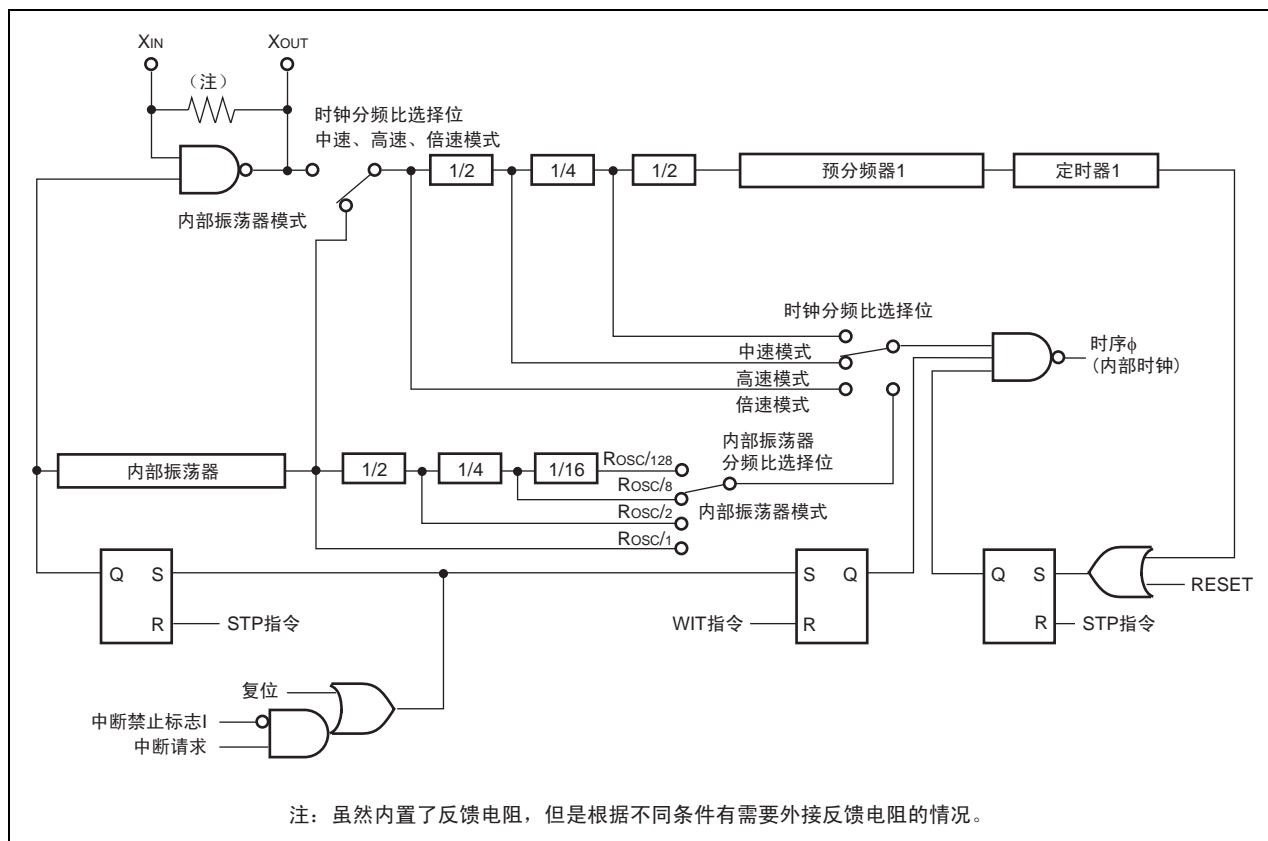 XIN
XOUT
（注）
时钟分频比选择位
中速、高速、倍速模式
内部振荡器模式
1/2
1/4
1/2
预分频器1
定时器1
时钟分频比选择位
中速模式
高速模式
倍速模式
时序ϕ
(内部时钟)
内部振荡器
1/2
1/4
1/16
ROSC/128
ROSC/8
ROSC/2
ROSC/1
内部振荡器
分频比选择位
内部振荡器模式
Q
S
R
STP指令
WIT指令
S
Q
R
Q
S
R
STP指令
RESET
复位
中断禁止标志I
中断请求
注：虽然内置了反馈电阻，但是根据不同条件有需要外接反馈电阻的情况。